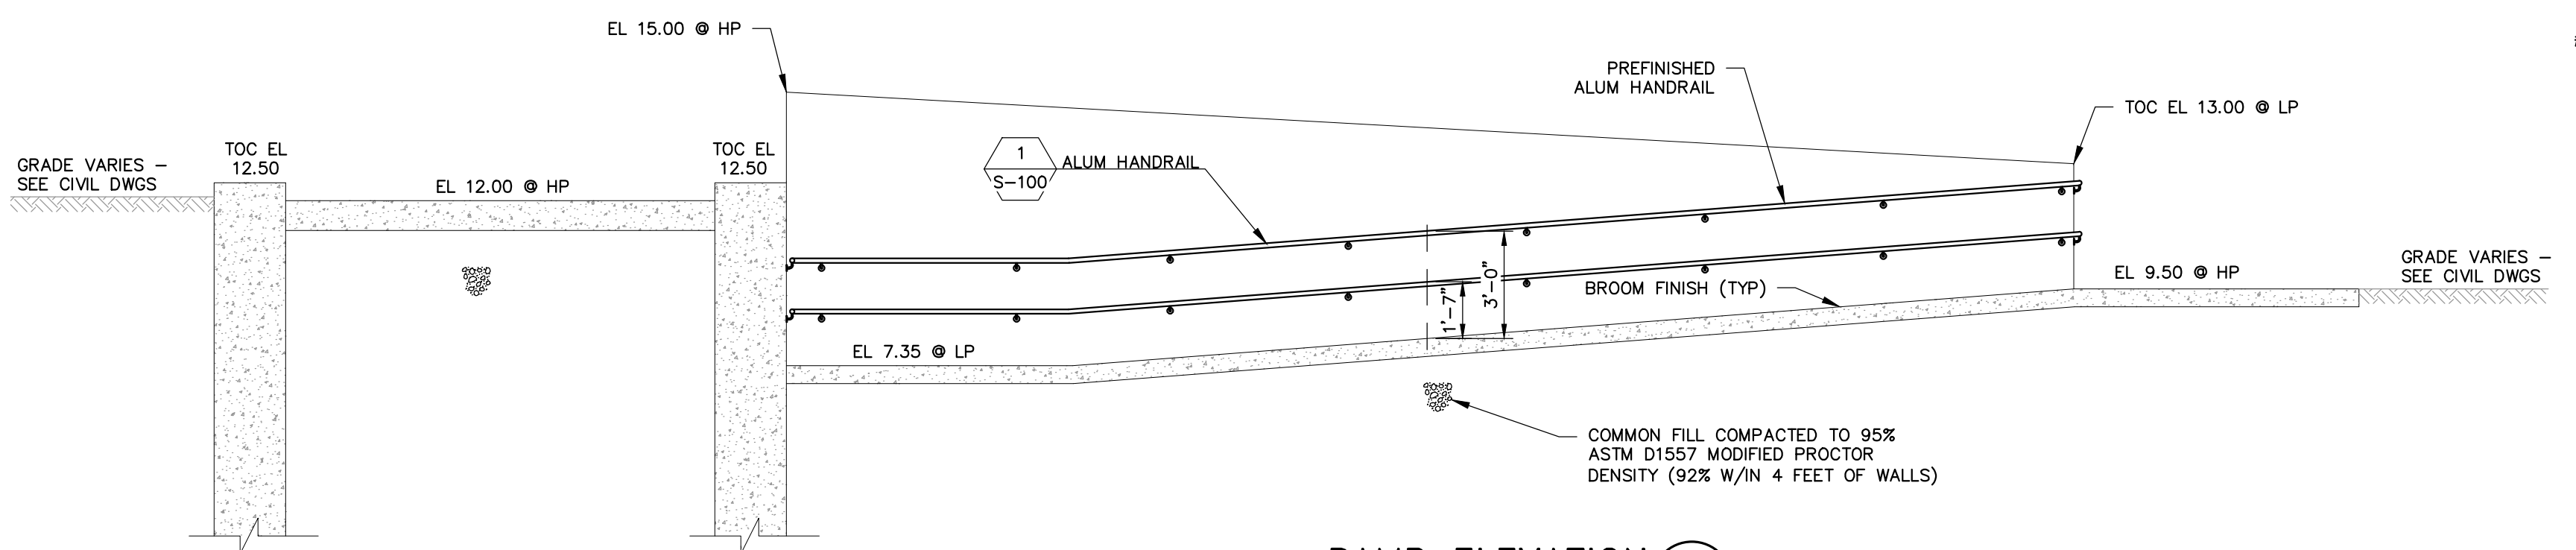 EL 15.00 @ HP
PREFINISHED
ALUM HANDRAIL
TOC EL 13.00 @ LP
GRADE VARIES –
SEE CIVIL DWGS
TOC EL
12.50
EL 12.00 @ HP
TOC EL
12.50
1
S-100
ALUM HANDRAIL
3'-0"
1'-7"
BROOM FINISH (TYP)
EL 9.50 @ HP
GRADE VARIES –
SEE CIVIL DWGS
EL 7.35 @ LP
COMMON FILL COMPACTED TO 95%
ASTM D1557 MODIFIED PROCTOR
DENSITY (92% W/IN 4 FEET OF WALLS)
RAMP ELEVATION